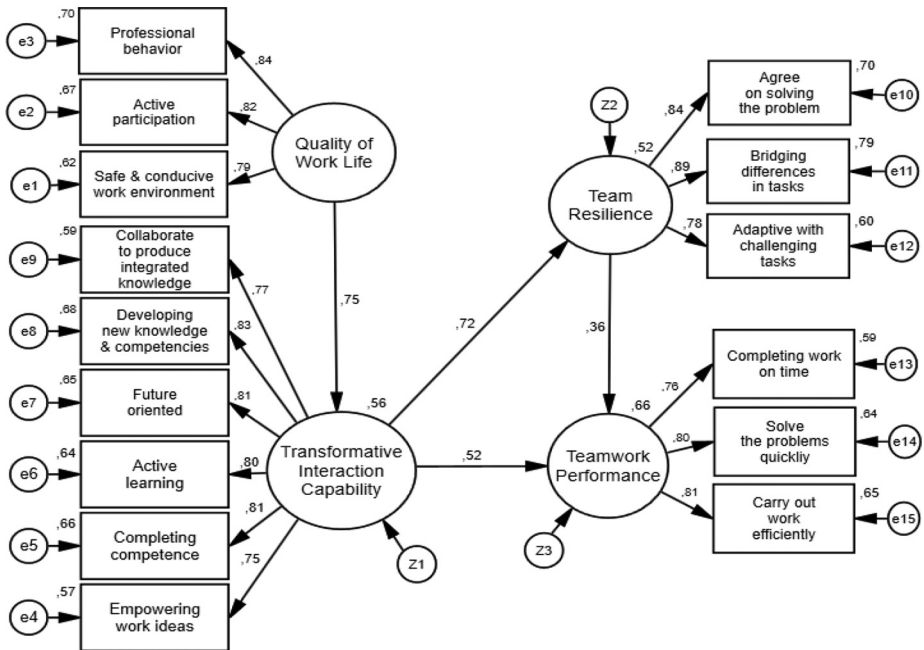 ,70
e3
Professional
behavior
,84
,67
e2
Active
participation
,82
,62
e1
Safe & conducive
work environment
,79
Quality of
Work Life
,59
e9
Collaborate
to produce
integrated
knowledge
,77
,68
e8
Developing
new knowledge
& competencies
,83
,65
e7
Future
oriented
,81
,64
e6
Active
learning
,80
,66
e5
Completing
competence
,81
,57
e4
Empowering
work ideas
,75
,75
,56
Transformative
Interaction
Capability
Z1
,72
,52
Z2
,52
Team
Resilience
,84
Agree
on solving
the problem
,70
e10
,89
Bridging
differences
in tasks
,79
e11
,78
Adaptive with
challenging
tasks
,60
e12
,36
,66
Teamwork
Performance
Z3
,76
Completing work
on time
,59
e13
,80
Solve
the problems
quickliy
,64
e14
,81
Carry out
work
efficiently
,65
e15